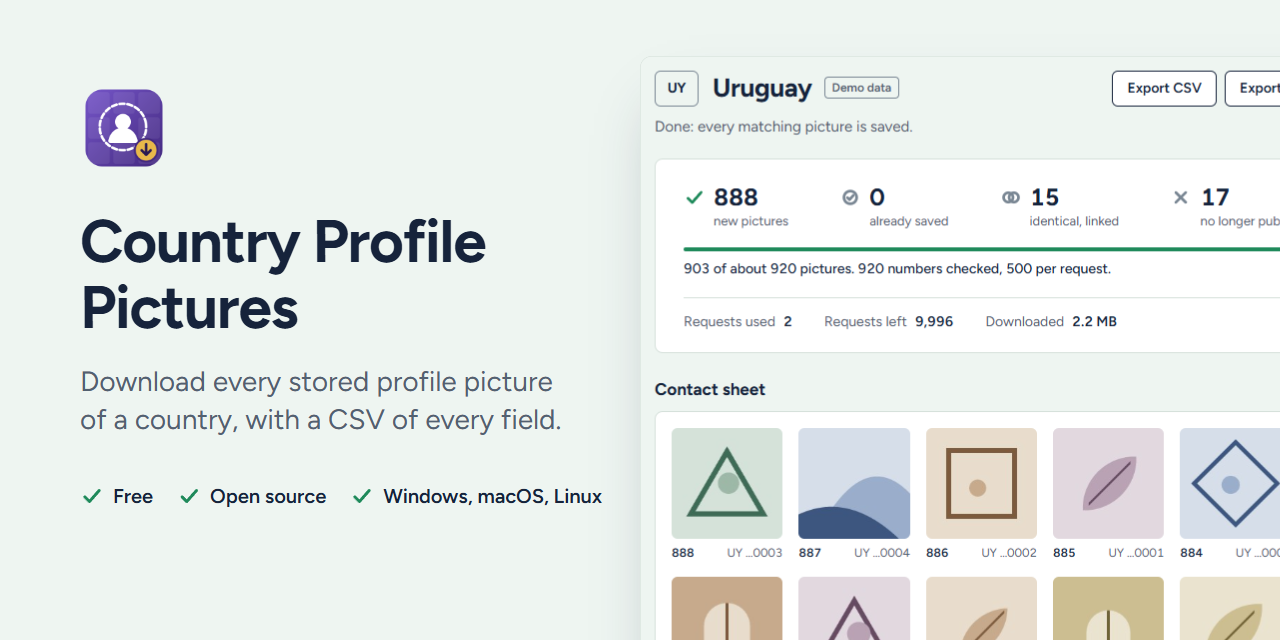 Country Profile
Pictures
Download every stored profile picture
of a country, with a CSV of every field.
Free
Open source
Windows, macOS, Linux
UY
Uruguay
Demo data
Export CSV
Export
Done: every matching picture is saved.
888
new pictures
0
already saved
15
identical, linked
17
no longer pub
903 of about 920 pictures. 920 numbers checked, 500 per request.
Requests used 2
Requests left 9,996
Downloaded 2.2 MB
Contact sheet
888 UY ...0003
887 UY ...0004
886 UY ...0002
885 UY ...0001
884 UY ...000